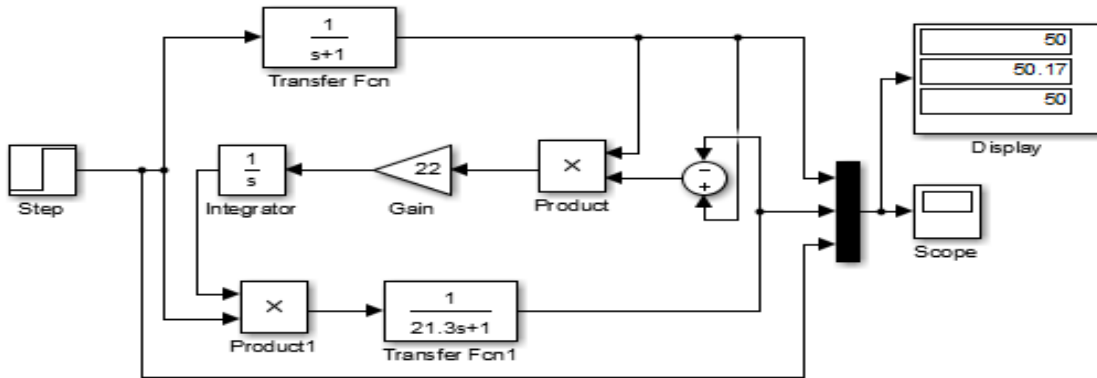 1
s+1
Transfer Fcn
50
50.17
50
Display
Step
1
s
Integrator
22
Gain
×
Product
−
+
Scope
×
Product1
1
21.3s+1
Transfer Fcn1